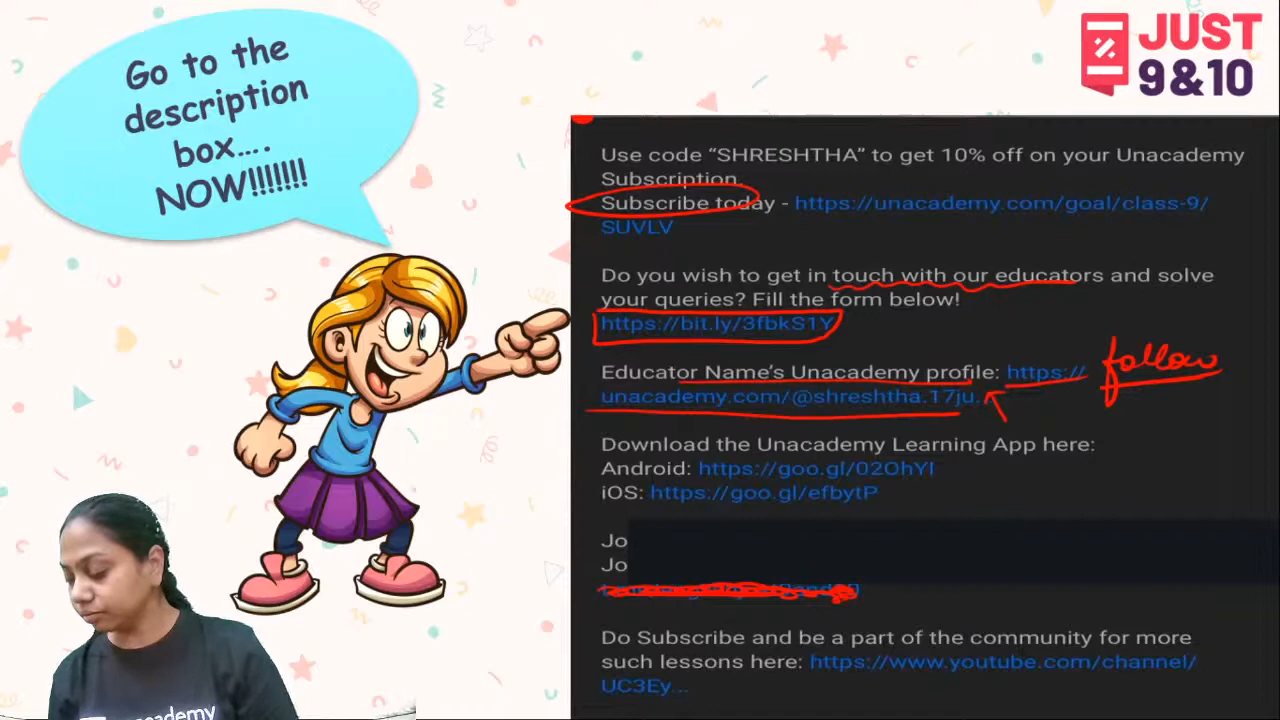 Go to the
description
box....
NOW!!!!!!!
JUST
9&10
Use code “SHRESHTHA” to get 10% off on your Unacademy
Subscription.
Subscribe today - https://unacademy.com/goal/class-9/
SUVLV
Do you wish to get in touch with our educators and solve
your queries? Fill the form below!
https://bit.ly/3fbkS1Y
Educator Name’s Unacademy profile: https://
unacademy.com/@shreshtha.17ju.
follow
Download the Unacademy Learning App here:
Android: https://goo.gl/02OhYI
iOS: https://goo.gl/efbytP
Jo
Jo
Do Subscribe and be a part of the community for more
such lessons here: https://www.youtube.com/channel/
UC3Ey...
unacademy